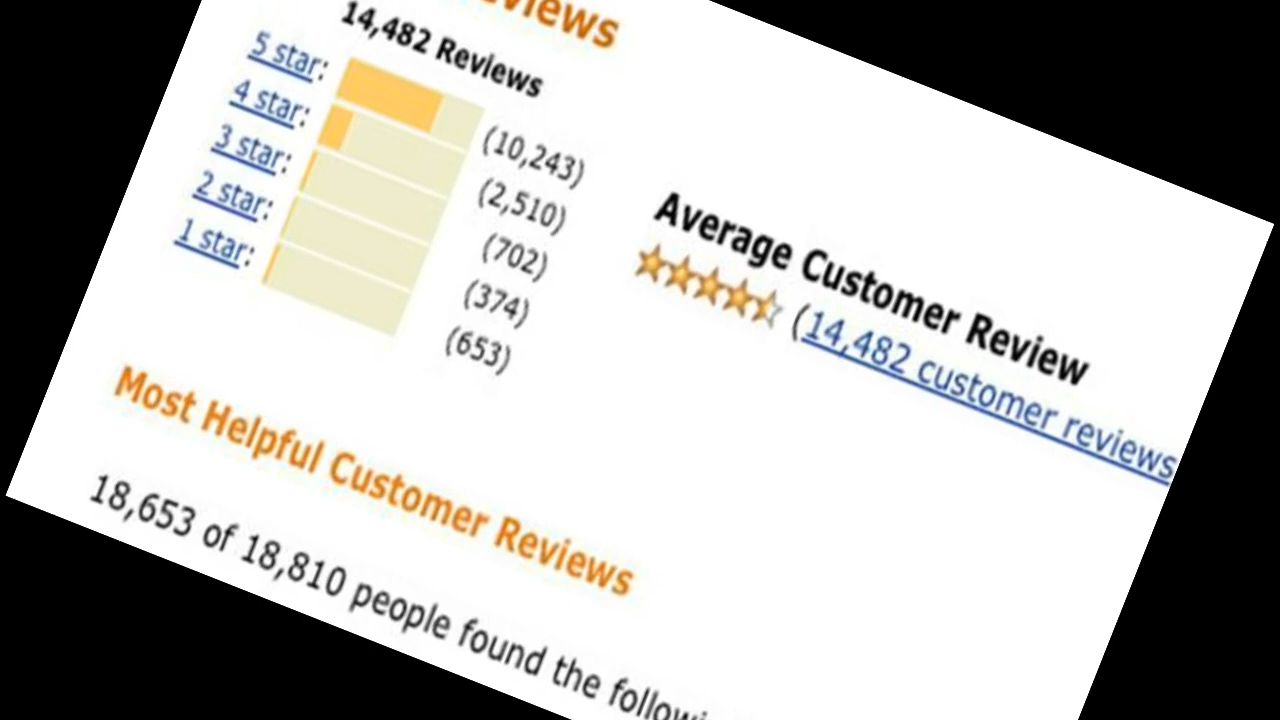 14,482 Reviews
5 star: (10,243)
4 star: (2,510)
3 star: (702)
2 star: (374)
1 star: (653)
Average Customer Review
(14,482 customer reviews
Most Helpful Customer Reviews
18,653 of 18,810 people found the